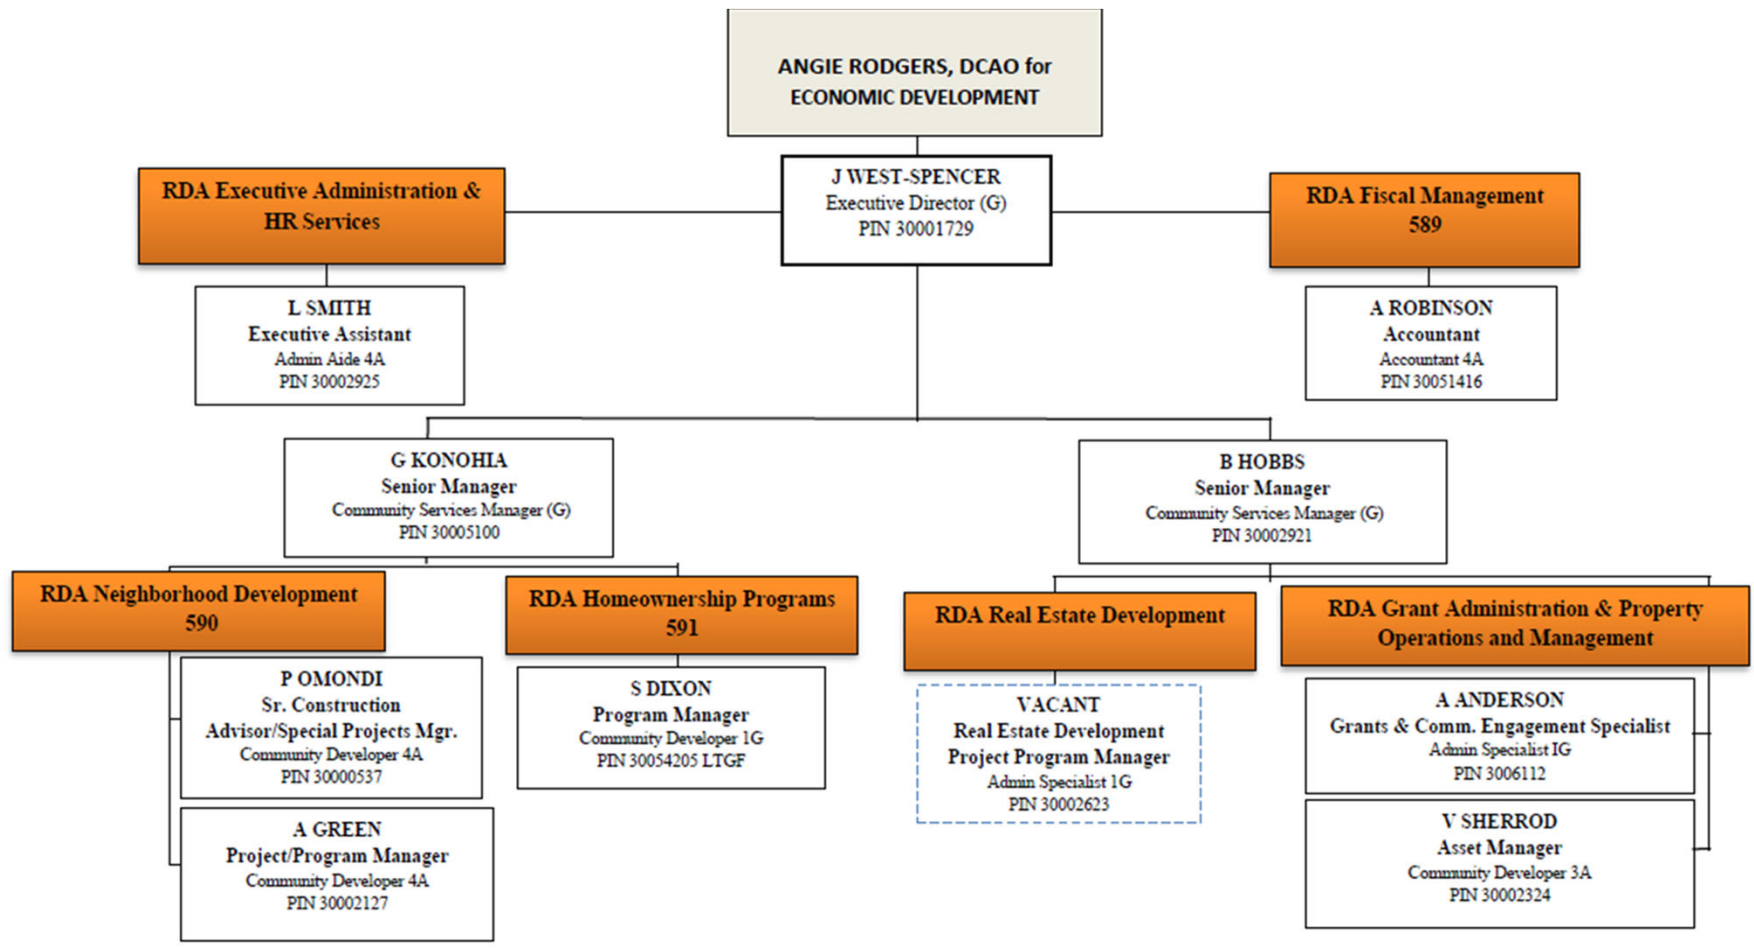 ANGIE RODGERS, DCAO for
ECONOMIC DEVELOPMENT
J WEST-SPENCER
Executive Director (G)
PIN 30001729
RDA Executive Administration &
HR Services
RDA Fiscal Management
589
L SMITH
Executive Assistant
Admin Aide 4A
PIN 30002925
A ROBINSON
Accountant
Accountant 4A
PIN 30051416
G KONOHIA
Senior Manager
Community Services Manager (G)
PIN 30005100
B HOBBS
Senior Manager
Community Services Manager (G)
PIN 30002921
RDA Neighborhood Development
590
RDA Homeownership Programs
591
RDA Real Estate Development
RDA Grant Administration & Property
Operations and Management
P OMONDI
Sr. Construction
Advisor/Special Projects Mgr.
Community Developer 4A
PIN 30000537
S DIXON
Program Manager
Community Developer 1G
PIN 30054205 LTGF
VACANT
Real Estate Development
Project Program Manager
Admin Specialist 1G
PIN 30002623
A ANDERSON
Grants & Comm. Engagement Specialist
Admin Specialist IG
PIN 3006112
A GREEN
Project/Program Manager
Community Developer 4A
PIN 30002127
V SHERROD
Asset Manager
Community Developer 3A
PIN 30002324